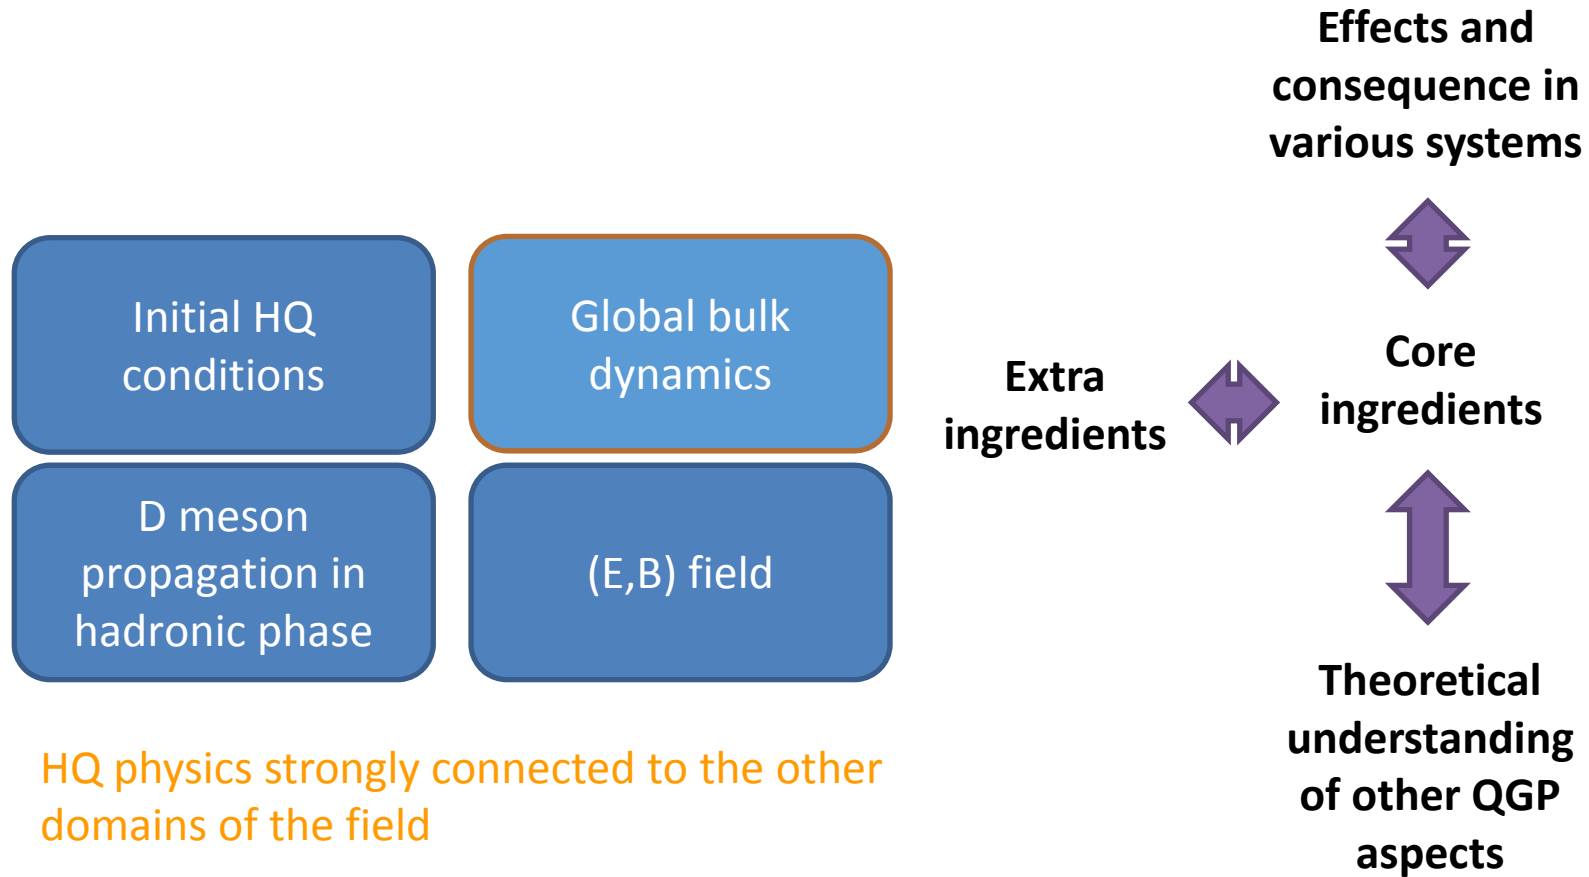 Effects and
consequence in
various systems
Initial HQ
conditions
Global bulk
dynamics
Extra
ingredients
Core
ingredients
D meson
propagation in
hadronic phase
(E,B) field
Theoretical
understanding
of other QGP
aspects
HQ physics strongly connected to the other
domains of the field